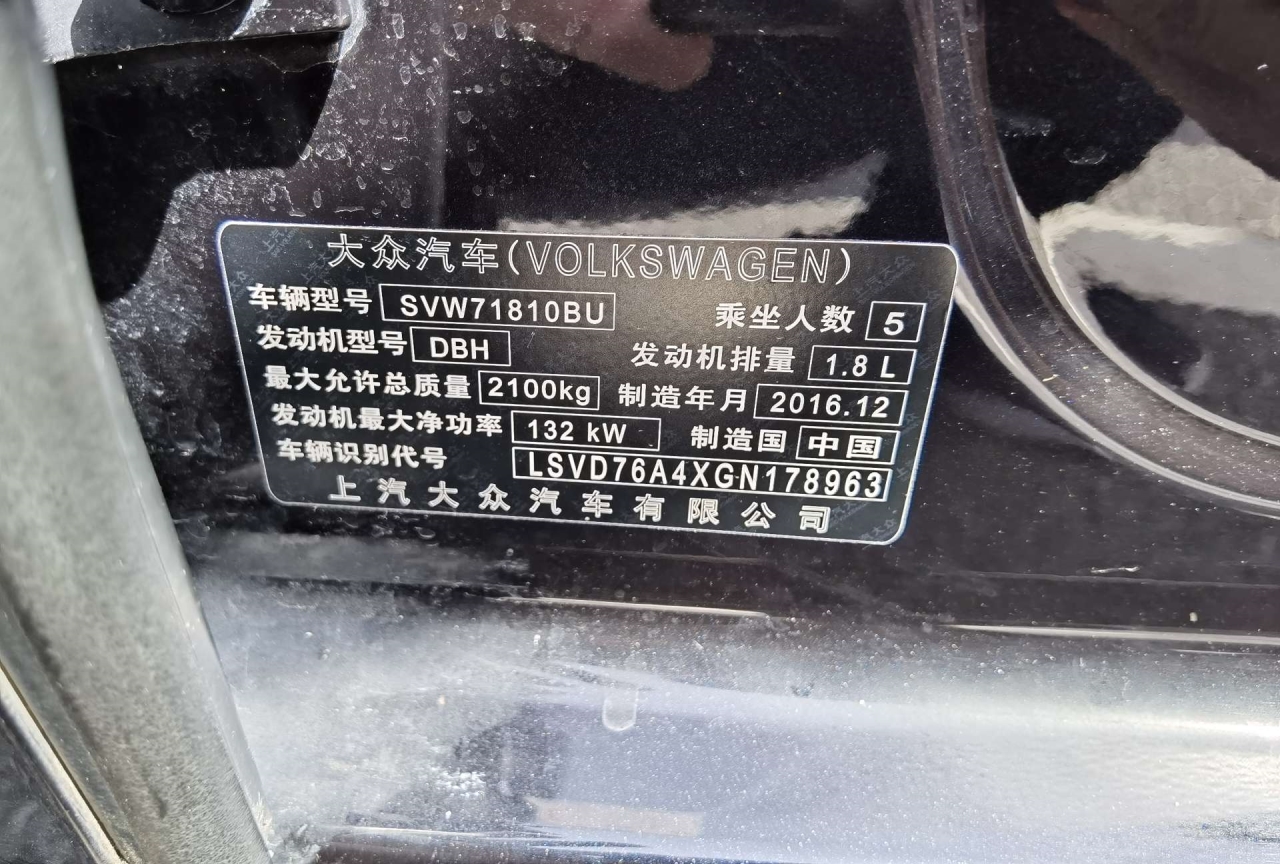 大众汽车(VOLKSWAGEN)
车辆型号 SVW71810BU 乘坐人数 5
发动机型号 DBH 发动机排量 1.8 L
最大允许总质量 2100kg 制造年月 2016.12
发动机最大净功率 132 kW 制造国 中国
车辆识别代号 LSVD76A4XGN178963
上汽大众汽车有限公司